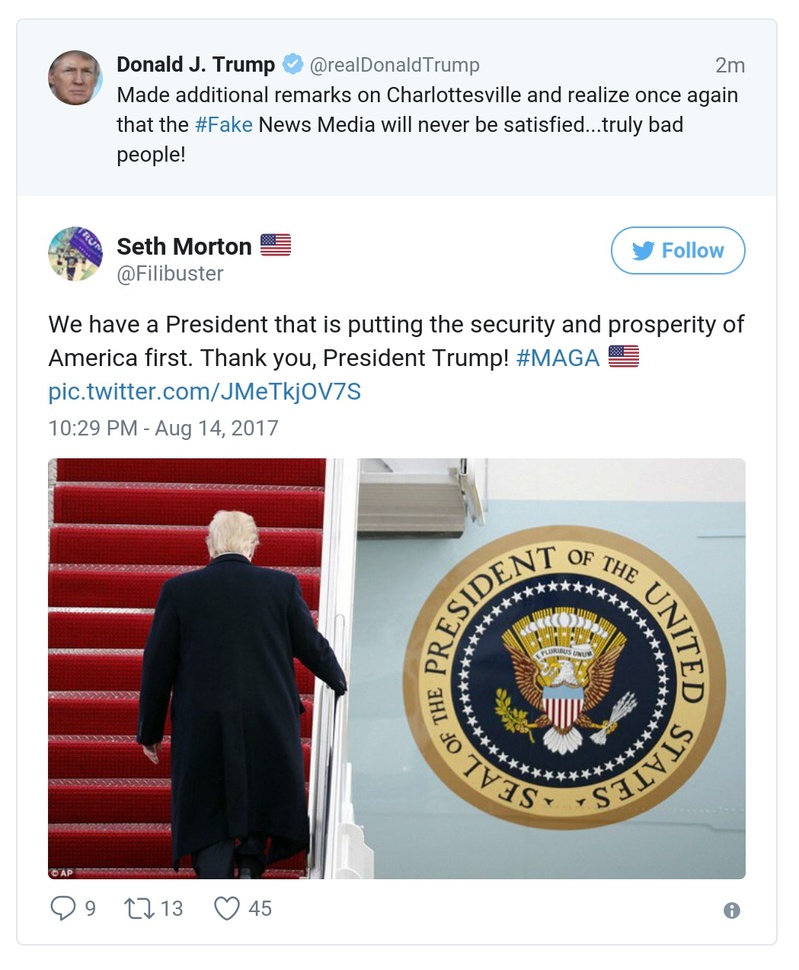 Donald J. Trump @realDonaldTrump 2m
Made additional remarks on Charlottesville and realize once again
that the #Fake News Media will never be satisfied...truly bad
people!
Seth Morton
@Filibuster
Follow
We have a President that is putting the security and prosperity of
America first. Thank you, President Trump! #MAGA
pic.twitter.com/JMeTkjOV7S
10:29 PM - Aug 14, 2017
SEAL OF THE PRESIDENT OF THE UNITED STATES
E PLURIBUS UNUM
© AP
9 13 45